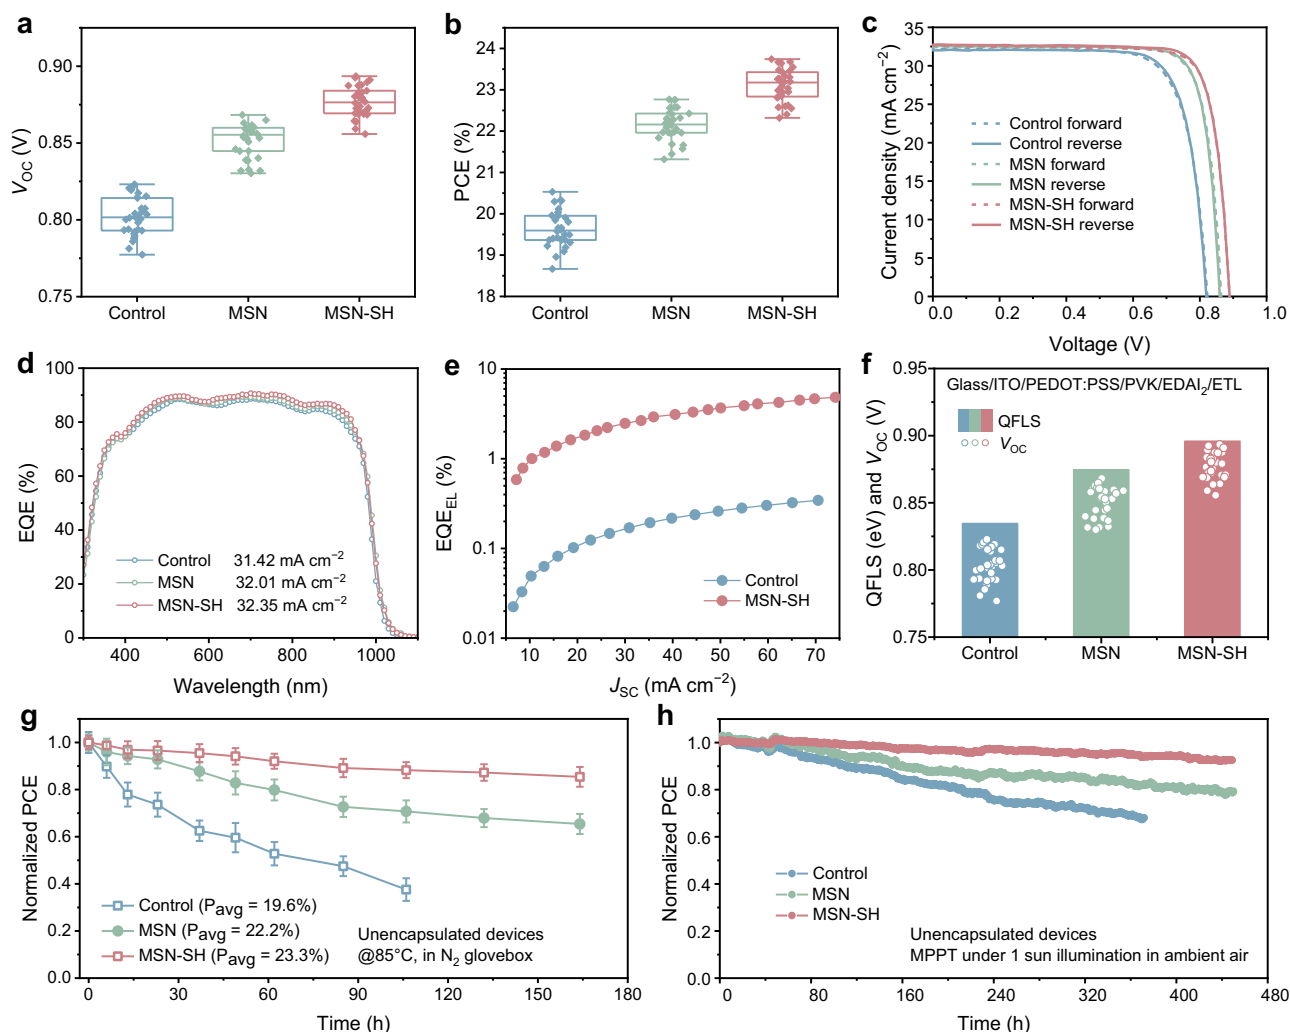 a
V_OC (V)
0.90
0.85
0.80
0.75
Control
MSN
MSN-SH
b
PCE (%)
24
23
22
21
20
19
18
Control
MSN
MSN-SH
c
Current density (mA cm⁻²)
35
30
25
20
15
10
5
0
Control forward
Control reverse
MSN forward
MSN reverse
MSN-SH forward
MSN-SH reverse
0.0
0.2
0.4
0.6
0.8
1.0
Voltage (V)
d
EQE (%)
100
80
60
40
20
0
Control 31.42 mA cm⁻²
MSN 32.01 mA cm⁻²
MSN-SH 32.35 mA cm⁻²
400
600
800
1000
Wavelength (nm)
e
EQE_EL (%)
10
1
0.1
0.01
Control
MSN-SH
0
10
20
30
40
50
60
70
J_SC (mA cm⁻²)
f
QFLS (eV) and V_OC (V)
0.95
0.90
0.85
0.80
0.75
Glass/ITO/PEDOT:PSS/PVK/EDAI₂/ETL
QFLS
V_OC
Control
MSN
MSN-SH
g
Normalized PCE
1.0
0.8
0.6
0.4
0.2
0.0
Control (P_avg = 19.6%)
MSN (P_avg = 22.2%)
MSN-SH (P_avg = 23.3%)
Unencapsulated devices
@85°C, in N₂ glovebox
0
30
60
90
120
150
180
Time (h)
h
Normalized PCE
1.0
0.8
0.6
0.4
0.2
0.0
Control
MSN
MSN-SH
Unencapsulated devices
MPPT under 1 sun illumination in ambient air
0
80
160
240
320
400
480
Time (h)